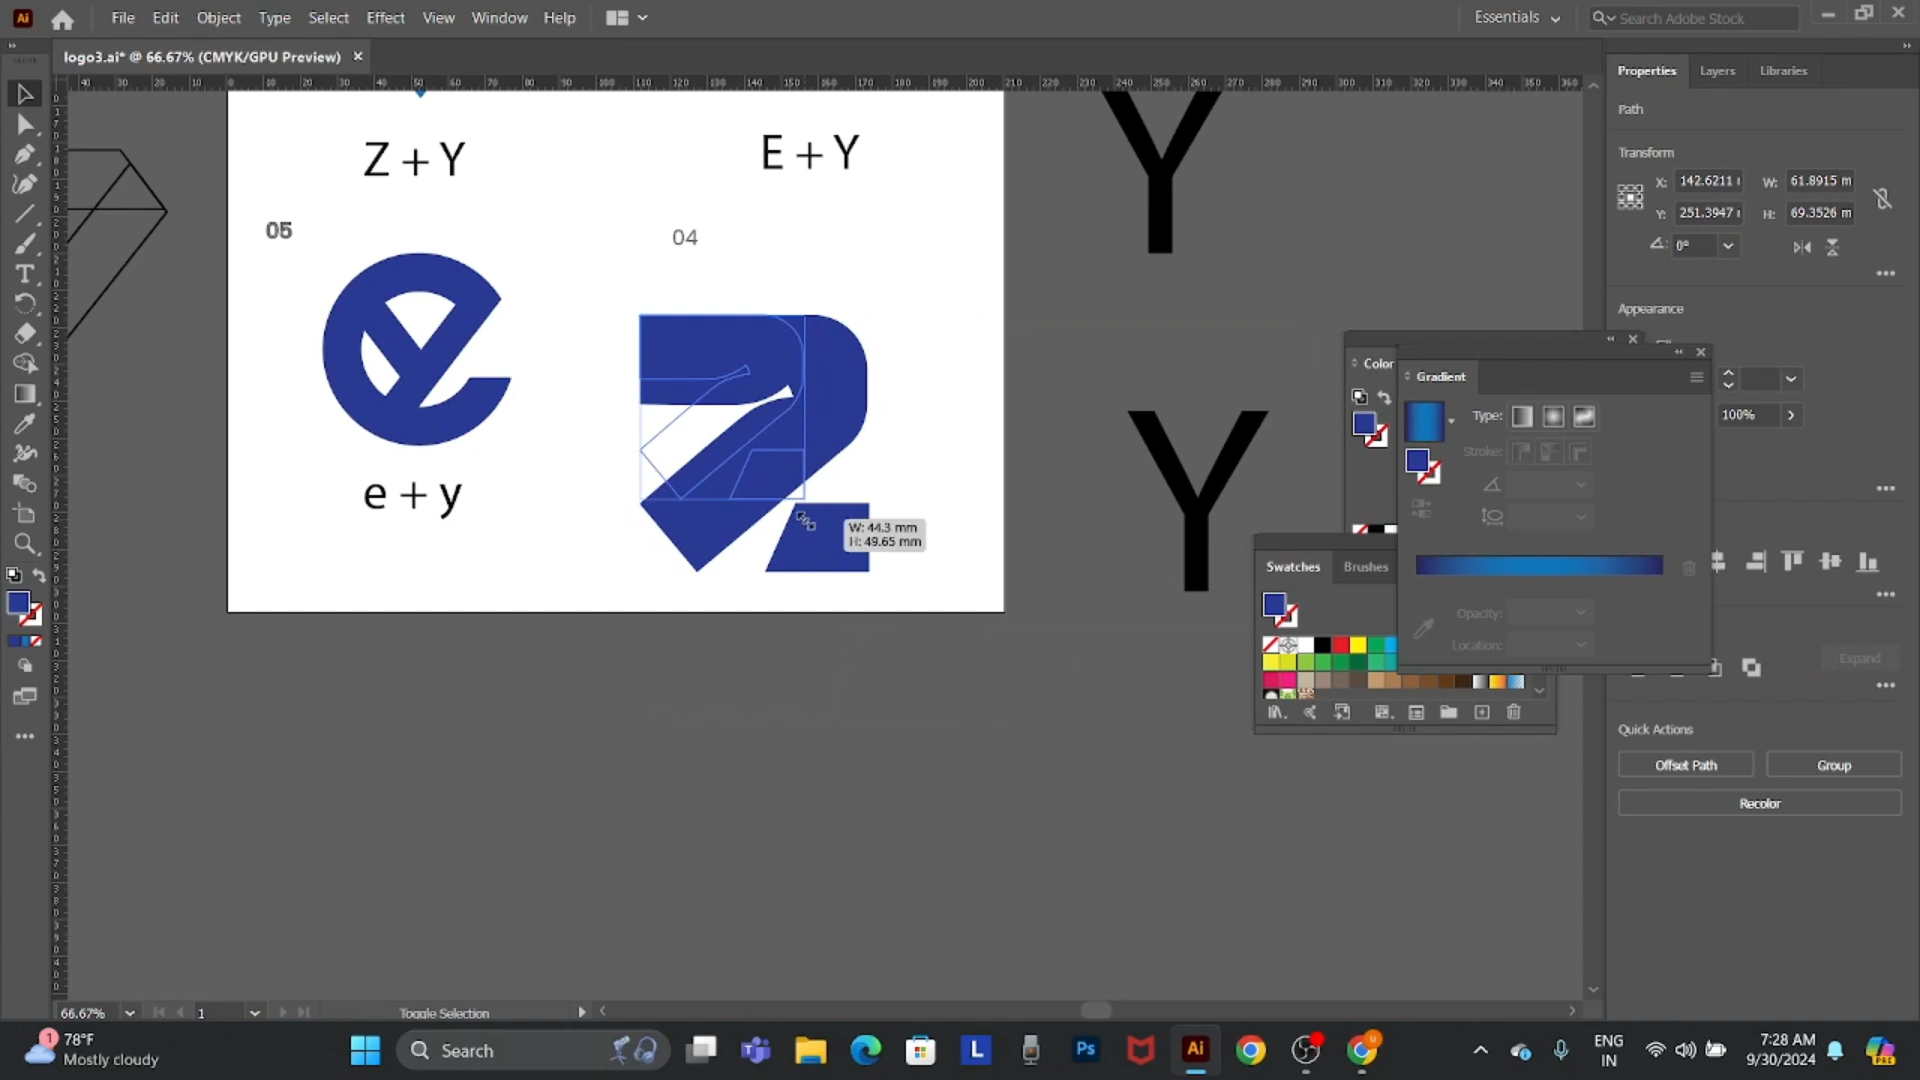 Ai File Edit Object Type Select Effect View Window Help Essentials Search Adobe Stock
logo3.ai* @ 66.67% (CMYK/GPU Preview) ×
Properties Layers Libraries
Path
Transform
X: 142.6211 W: 61.8915 m
Y: 251.3947 H: 69.3526 m
0°
Appearance
100%
Z + Y
E + Y
05
04
e + y
Y
Y
W: 44.3 mm
H: 49.65 mm
Color
Gradient
Type:
Stroke:
Opacity:
Location:
Swatches Brushes
Expand
Quick Actions
Offset Path Group
Recolor
66.67% 1 Toggle Selection
78°F
Mostly cloudy
Search
ENG
IN
7:28 AM
9/30/2024